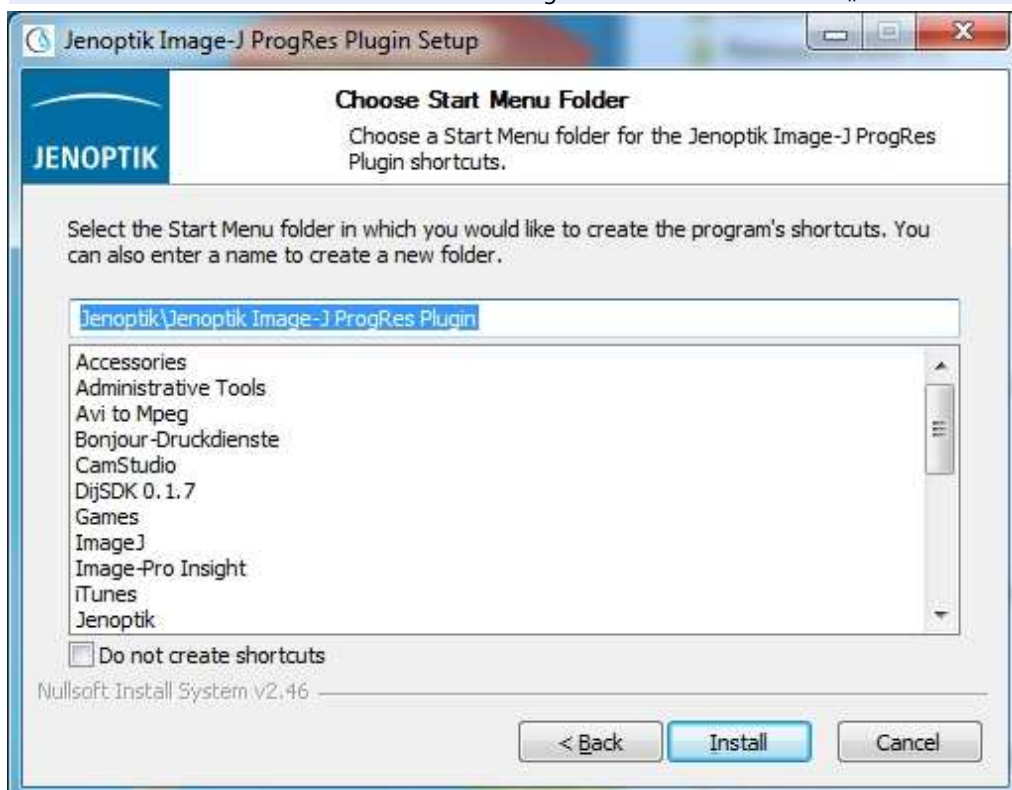 Jenoptik Image-J ProgRes Plugin Setup
JENOPTIK
Choose Start Menu Folder
Choose a Start Menu folder for the Jenoptik Image-J ProgRes
Plugin shortcuts.
Select the Start Menu folder in which you would like to create the program's shortcuts. You
can also enter a name to create a new folder.
Jenoptik\Jenoptik Image-J ProgRes Plugin
Accessories
Administrative Tools
Avi to Mpeg
Bonjour-Druckdienste
CamStudio
DijSDK 0.1.7
Games
ImageJ
Image-Pro Insight
iTunes
Jenoptik
Do not create shortcuts
Nullsoft Install System v2.46
< Back Install Cancel